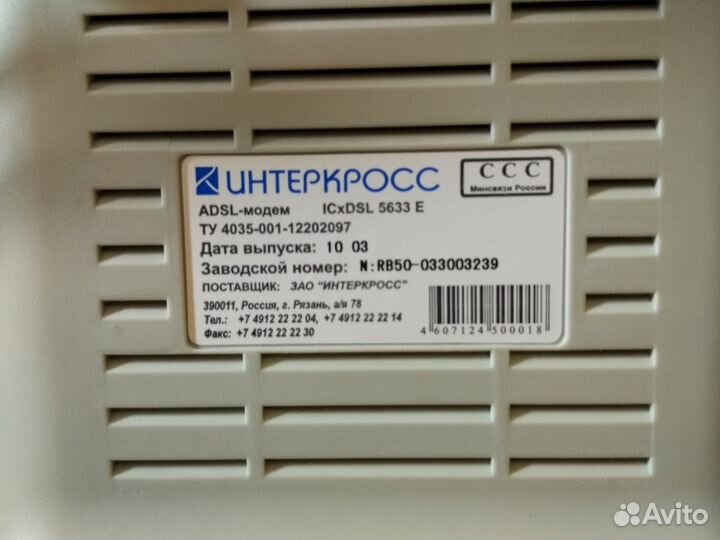 ИНТЕРКРОСС
ССС
Минсвязи России
ADSL-модем ICxDSL 5633 E
ТУ 4035-001-12202097
Дата выпуска: 10 03
Заводской номер: N:RB50-033003239
ПОСТАВЩИК: ЗАО "ИНТЕРКРОСС"
390011, Россия, г. Рязань, а/я 78
Тел.: +7 4912 22 22 04, +7 4912 22 22 14
Факс: +7 4912 22 22 30
4 607124 500018
Avito